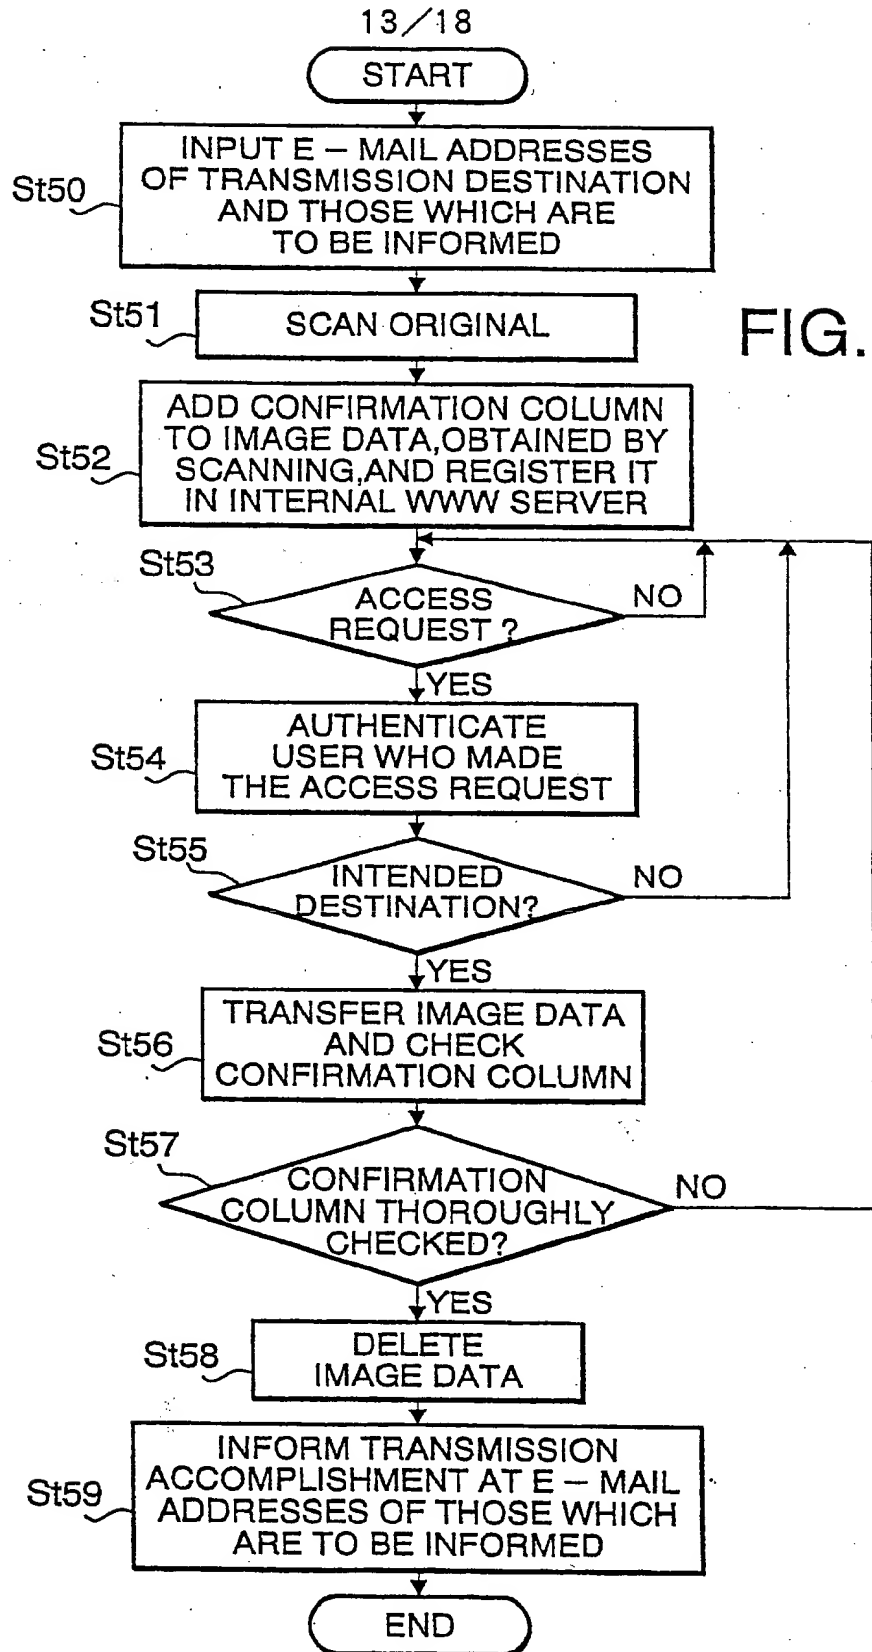 13/18
START
St50
INPUT E – MAIL ADDRESSES
OF TRANSMISSION DESTINATION
AND THOSE WHICH ARE
TO BE INFORMED
St51
SCAN ORIGINAL
FIG.
St52
ADD CONFIRMATION COLUMN
TO IMAGE DATA,OBTAINED BY
SCANNING,AND REGISTER IT
IN INTERNAL WWW SERVER
St53
ACCESS
REQUEST ?
NO
YES
St54
AUTHENTICATE
USER WHO MADE
THE ACCESS REQUEST
St55
INTENDED
DESTINATION?
NO
YES
St56
TRANSFER IMAGE DATA
AND CHECK
CONFIRMATION COLUMN
St57
CONFIRMATION
COLUMN THOROUGHLY
CHECKED?
NO
YES
St58
DELETE
IMAGE DATA
St59
INFORM TRANSMISSION
ACCOMPLISHMENT AT E – MAIL
ADDRESSES OF THOSE WHICH
ARE TO BE INFORMED
END